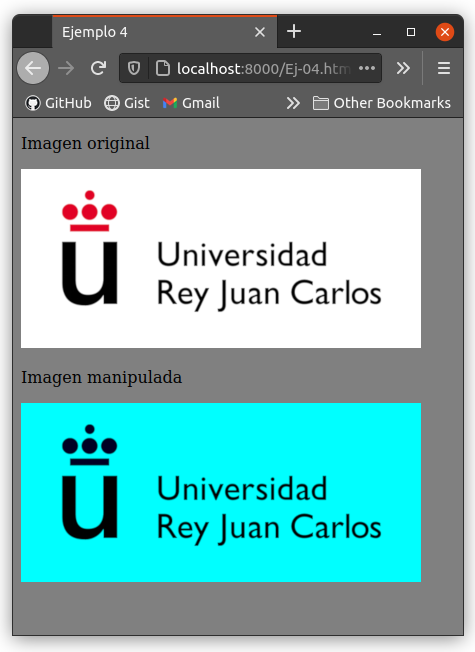 Ejemplo 4
localhost:8000/Ej-04.htm
GitHub Gist Gmail Other Bookmarks
Imagen original
u
Universidad
Rey Juan Carlos
Imagen manipulada
u
Universidad
Rey Juan Carlos